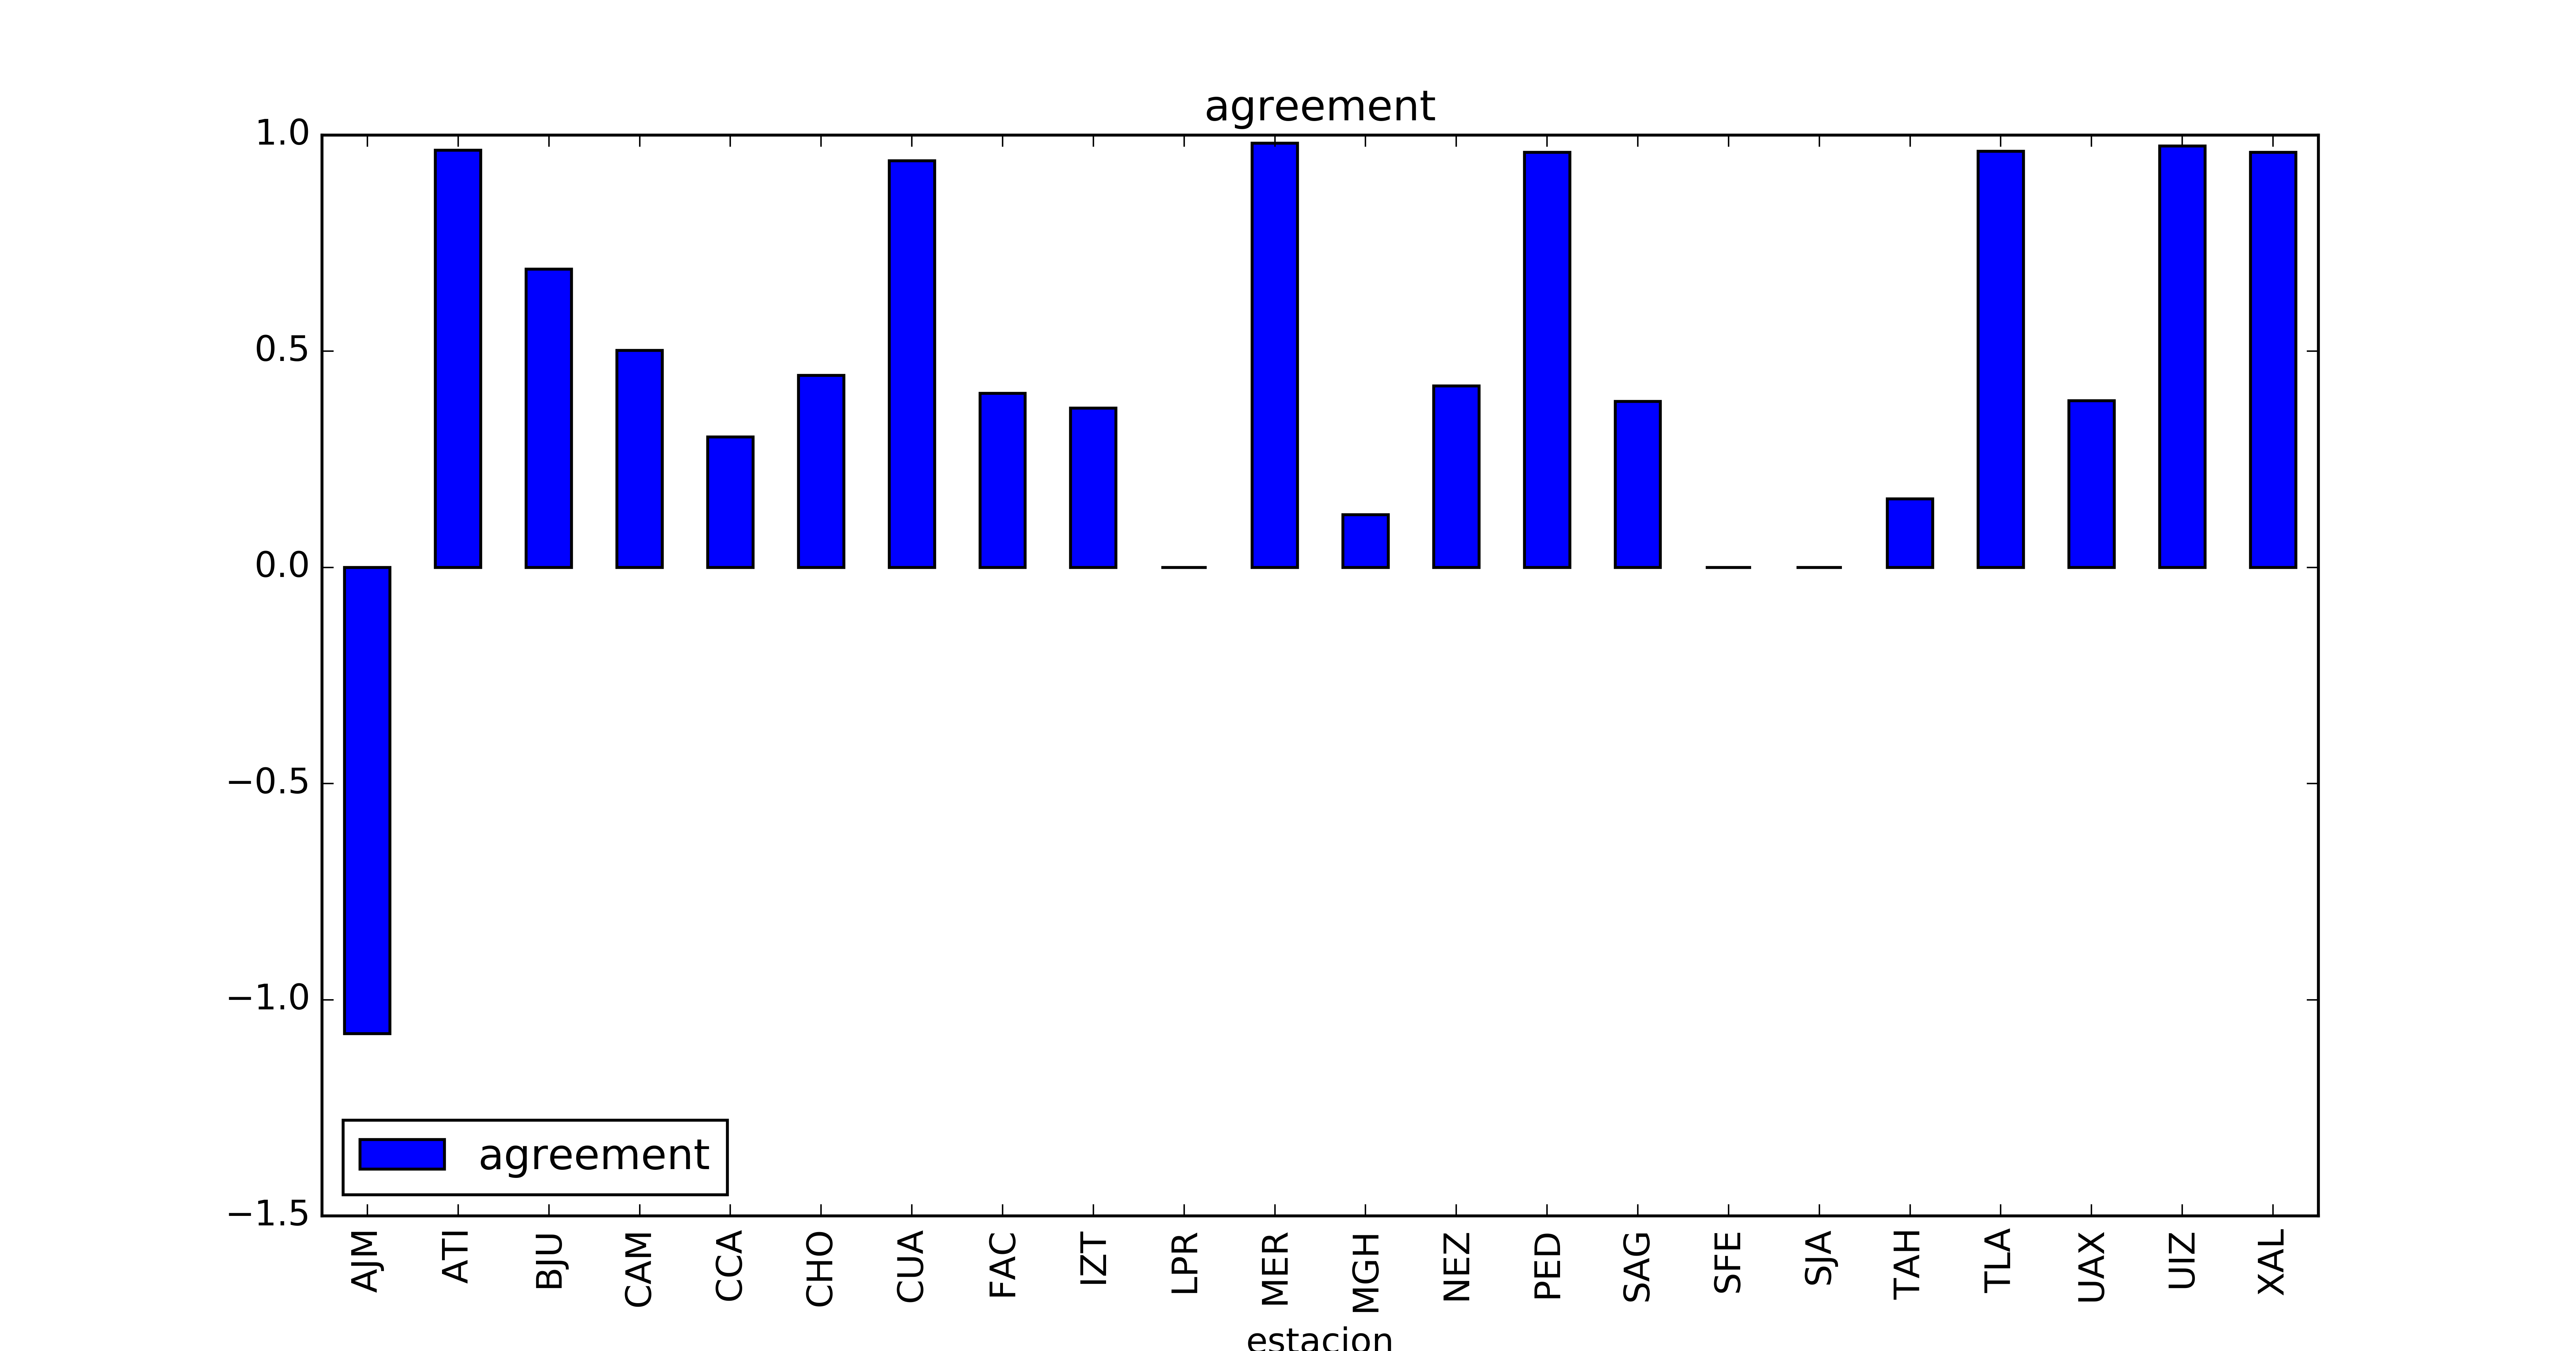 agreement
1.0
0.5
0.0
−0.5
−1.0
−1.5
agreement
AJM ATI BJU CAM CCA CHO CUA FAC IZT LPR MER MGH NEZ PED SAG SFE SJA TAH TLA UAX UIZ XAL
estacion